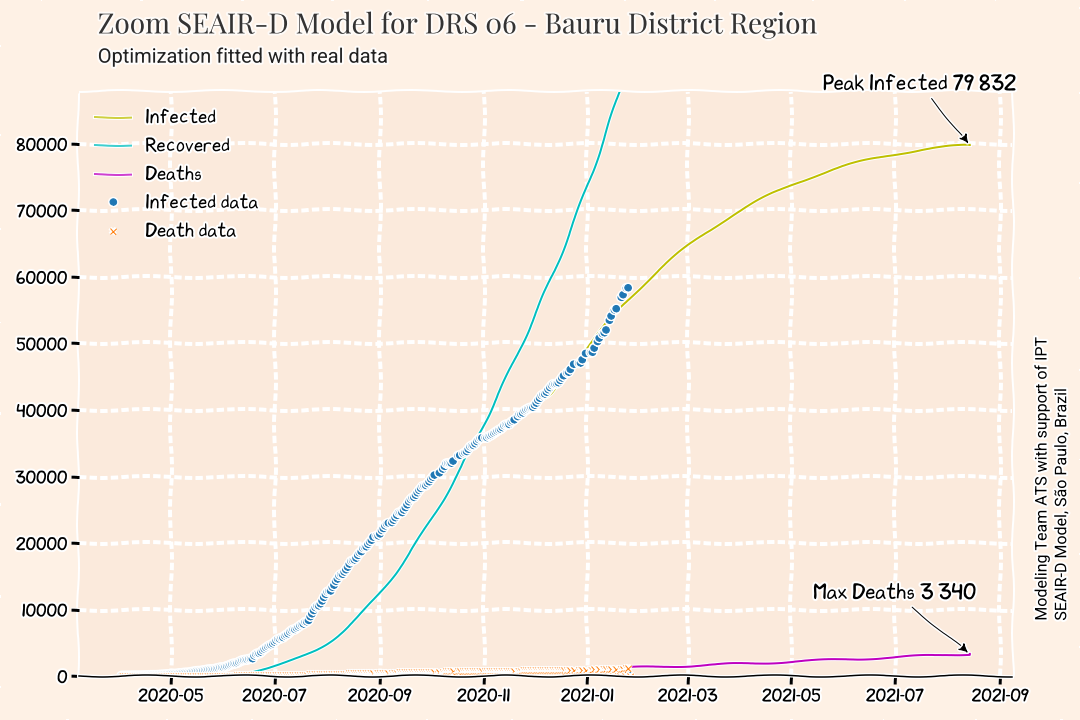 Zoom SEAIR-D Model for DRS 06 - Bauru District Region
Optimization fitted with real data
Peak Infected 79 832
Infected
Recovered
Deaths
Infected data
Death data
80000
70000
60000
50000
40000
30000
20000
10000
0
Max Deaths 3 340
2020-05
2020-07
2020-09
2020-11
2021-01
2021-03
2021-05
2021-07
2021-09
Modeling Team ATS with support of IPT
SEAIR-D Model, São Paulo, Brazil